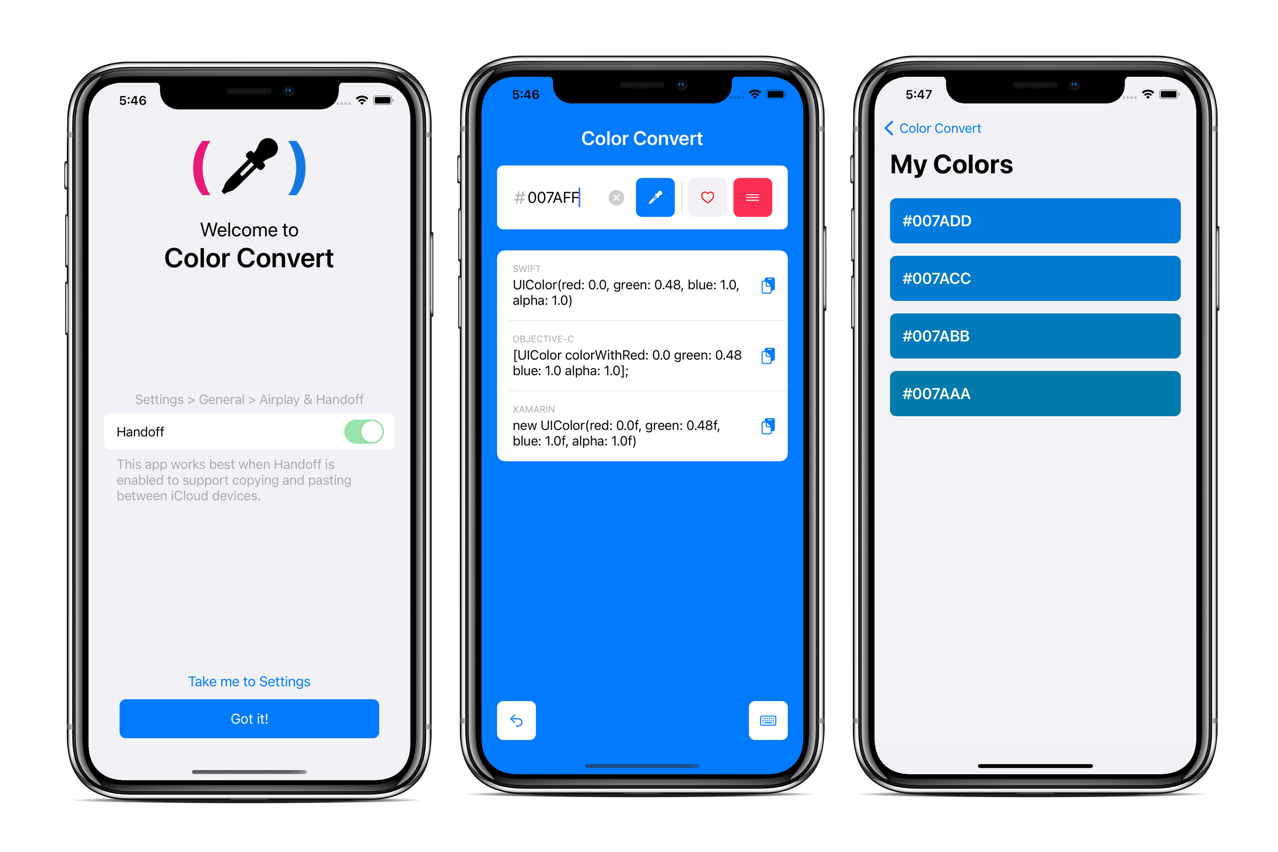 5:46
Welcome to
Color Convert
Settings > General > Airplay & Handoff
Handoff
This app works best when Handoff is
enabled to support copying and pasting
between iCloud devices.
Take me to Settings
Got it!
5:46
Color Convert
#007AFF
SWIFT
UIColor(red: 0.0, green: 0.48, blue: 1.0,
alpha: 1.0)
OBJECTIVE-C
[UIColor colorWithRed: 0.0 green: 0.48
blue: 1.0 alpha: 1.0];
XAMARIN
new UIColor(red: 0.0f, green: 0.48f,
blue: 1.0f, alpha: 1.0f)
5:47
Color Convert
My Colors
#007ADD
#007ACC
#007ABB
#007AAA